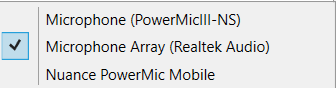 Microphone (PowerMicIII-NS)
Microphone Array (Realtek Audio)
Nuance PowerMic Mobile